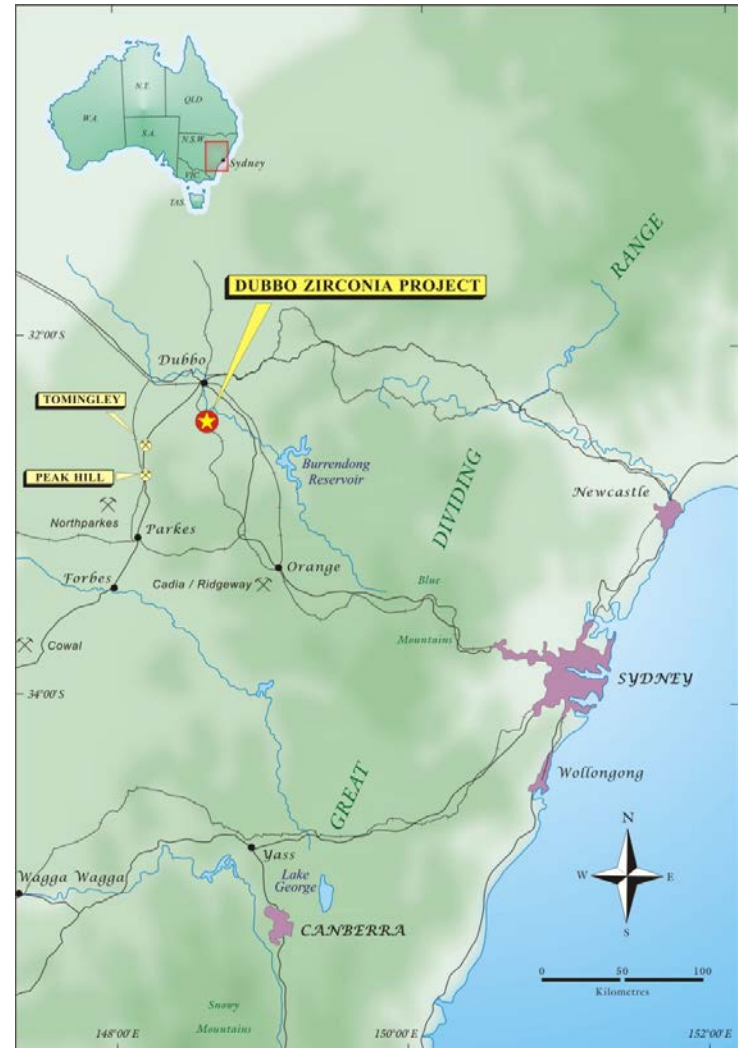 N.T.
QLD
W.A.
S.A.
N.S.W.
Sydney
VIC.
TAS.
RANGE
DUBBO ZIRCONIA PROJECT
32°00'S
Dubbo
TOMINGLEY
Burrendong
Reservoir
PEAK HILL
DIVIDING
Newcastle
Northparkes
Parkes
Orange
Forbes
Cadia / Ridgeway
Blue
Mountains
Cowal
SYDNEY
34°00'S
Wollongong
GREAT
Yass
N
Wagga Wagga
Lake
George
W
E
CANBERRA
S
0
50
100
Kilometres
Snowy
Mountains
148°00'E
150°00'E
152°00'E